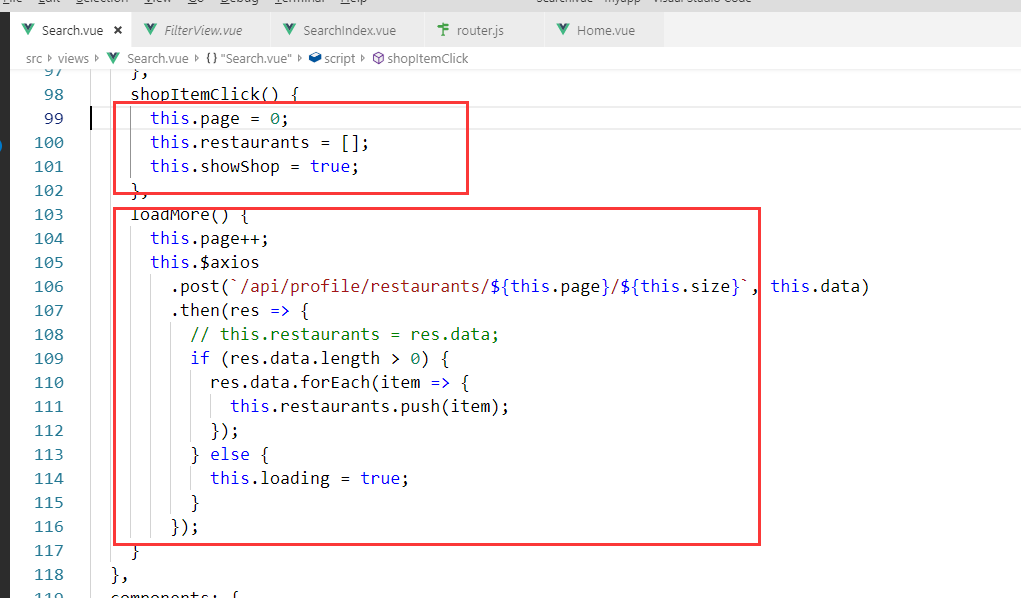 File Edit Selection View Go Debug Terminal Help
Search.vue - myapp - Visual Studio Code
Search.vue × FilterView.vue SearchIndex.vue router.js Home.vue
src views Search.vue {} "Search.vue" script shopItemClick
97 },
98 shopItemClick() {
99 this.page = 0;
100 this.restaurants = [];
101 this.showShop = true;
102 },
103 loadMore() {
104 this.page++;
105 this.$axios
106 .post(`/api/profile/restaurants/${this.page}/${this.size}`, this.data)
107 .then(res => {
108 // this.restaurants = res.data;
109 if (res.data.length > 0) {
110 res.data.forEach(item => {
111 this.restaurants.push(item);
112 });
113 } else {
114 this.loading = true;
115 }
116 });
117 }
118 },
119 components: {